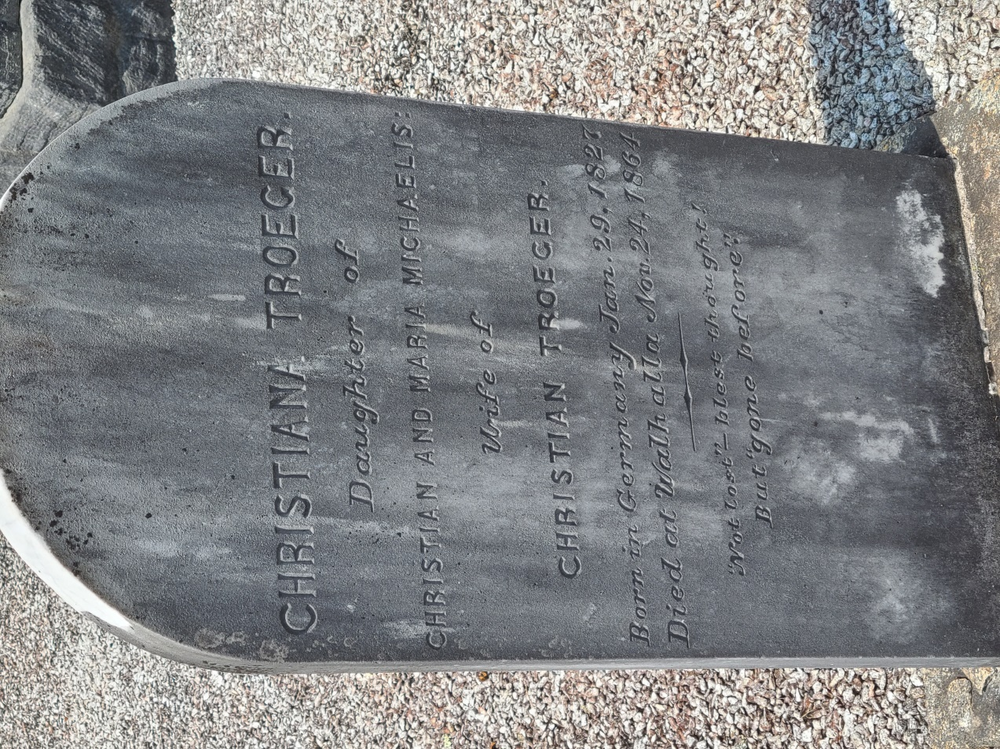 CHRISTIANA TROEGER.
Daughter of
CHRISTIAN AND MARIA MICHAELIS:
Wife of
CHRISTIAN TROEGER.
Born in Germany Jan. 29, 1827
Died at Walhalla Nov. 24, 1864
"Not lost" – blest thought!
But "gone before".